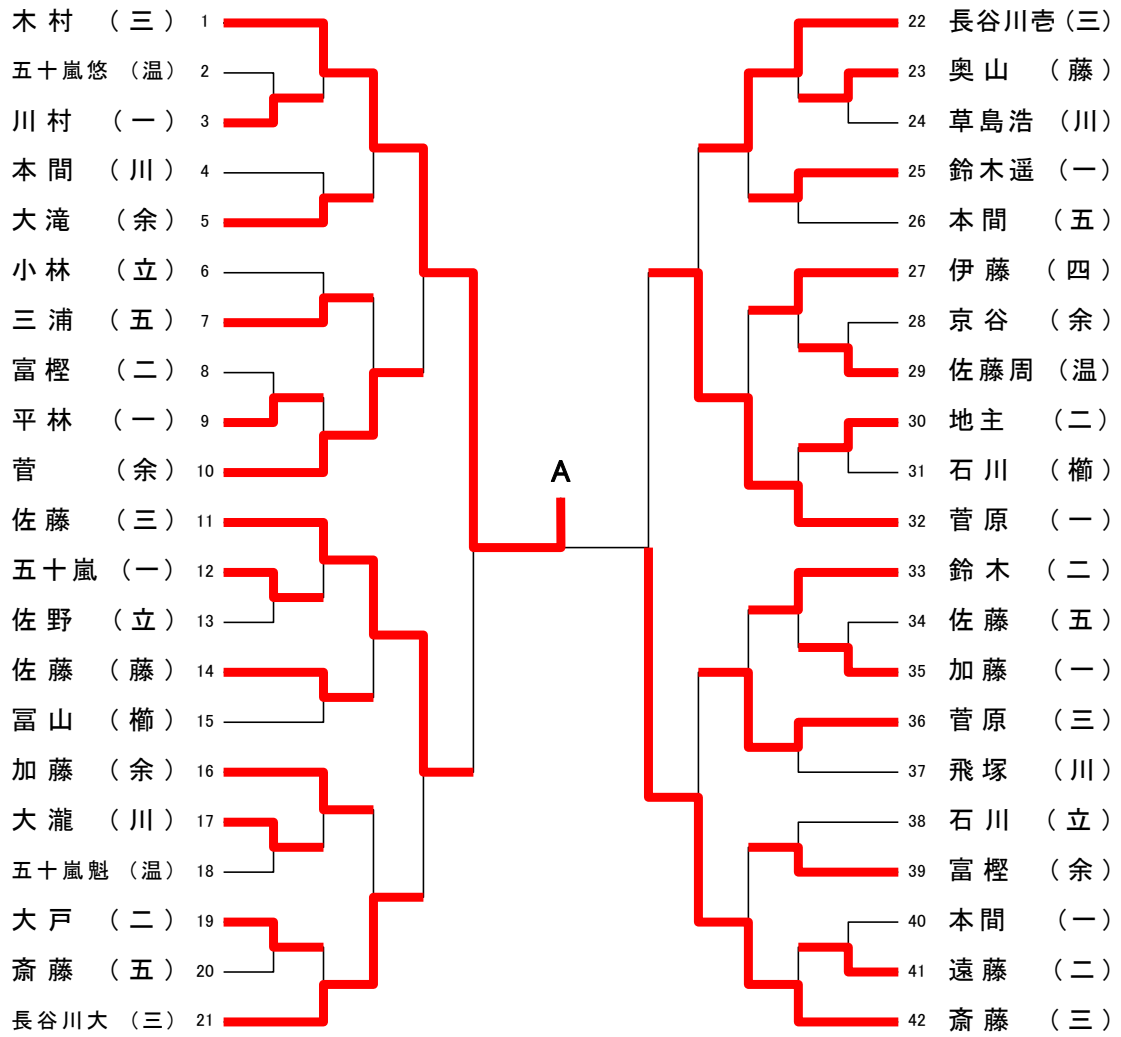 木村 (三) 1
五十嵐悠 (温) 2
川村 (一) 3
本間 (川) 4
大滝 (余) 5
小林 (立) 6
三浦 (五) 7
富樫 (二) 8
平林 (一) 9
菅 (余) 10
佐藤 (三) 11
五十嵐 (一) 12
佐野 (立) 13
佐藤 (藤) 14
冨山 (櫛) 15
加藤 (余) 16
大瀧 (川) 17
五十嵐魁 (温) 18
大戸 (二) 19
斎藤 (五) 20
長谷川大 (三) 21
A
22 長谷川壱 (三)
23 奥山 (藤)
24 草島浩 (川)
25 鈴木遥 (一)
26 本間 (五)
27 伊藤 (四)
28 京谷 (余)
29 佐藤周 (温)
30 地主 (二)
31 石川 (櫛)
32 菅原 (一)
33 鈴木 (二)
34 佐藤 (五)
35 加藤 (一)
36 菅原 (三)
37 飛塚 (川)
38 石川 (立)
39 富樫 (余)
40 本間 (一)
41 遠藤 (二)
42 斎藤 (三)